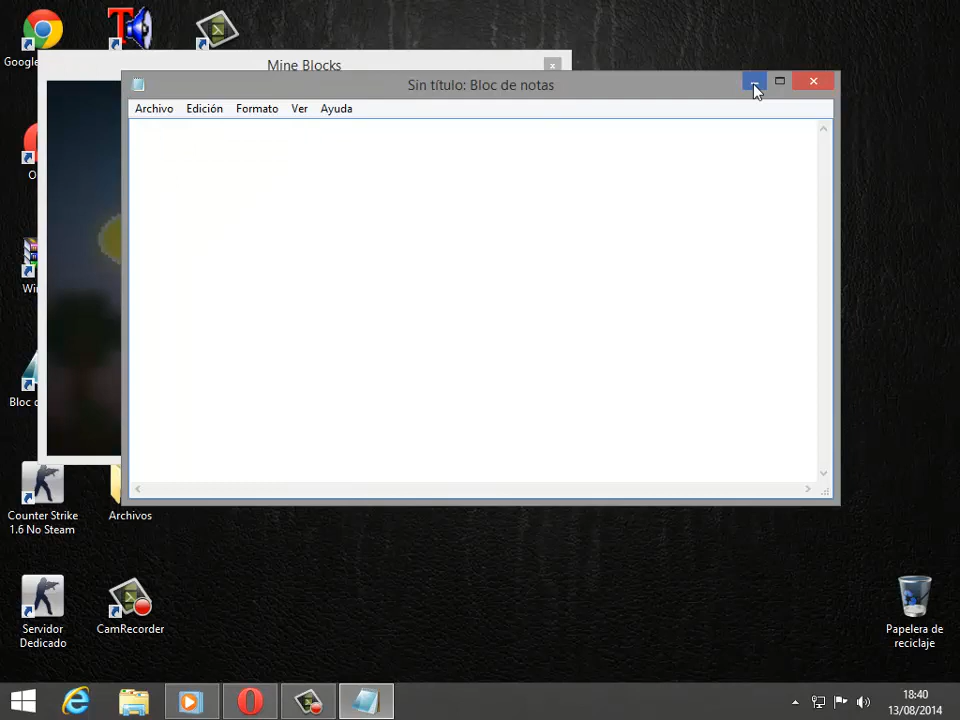 Google
Mine Blocks
Sin título: Bloc de notas
Archivo Edición Formato Ver Ayuda
O
Win
Bloc d
Counter Strike
1.6 No Steam
Archivos
Servidor
Dedicado
CamRecorder
Papelera de
reciclaje
18:40
13/08/2014